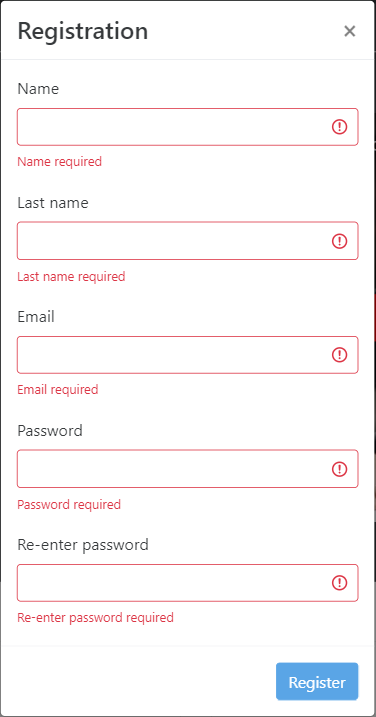 Registration
Name
Name required
Last name
Last name required
Email
Email required
Password
Password required
Re-enter password
Re-enter password required
Register